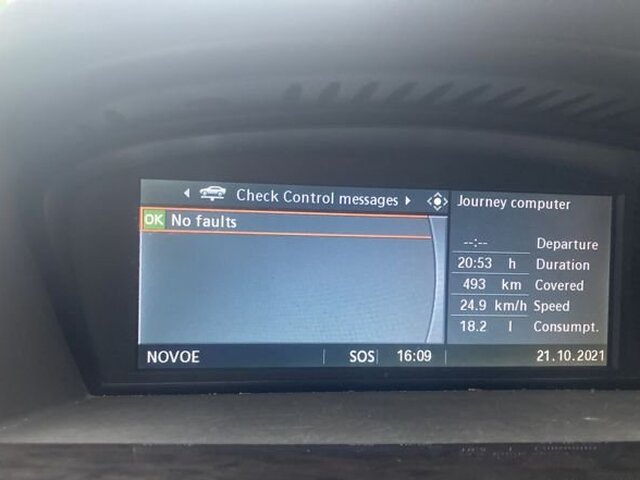 Check Control messages
OK No faults
Journey computer
--:-- Departure
20:53 h Duration
493 km Covered
24.9 km/h Speed
18.2 l Consumpt.
NOVOE SOS 16:09 21.10.2021